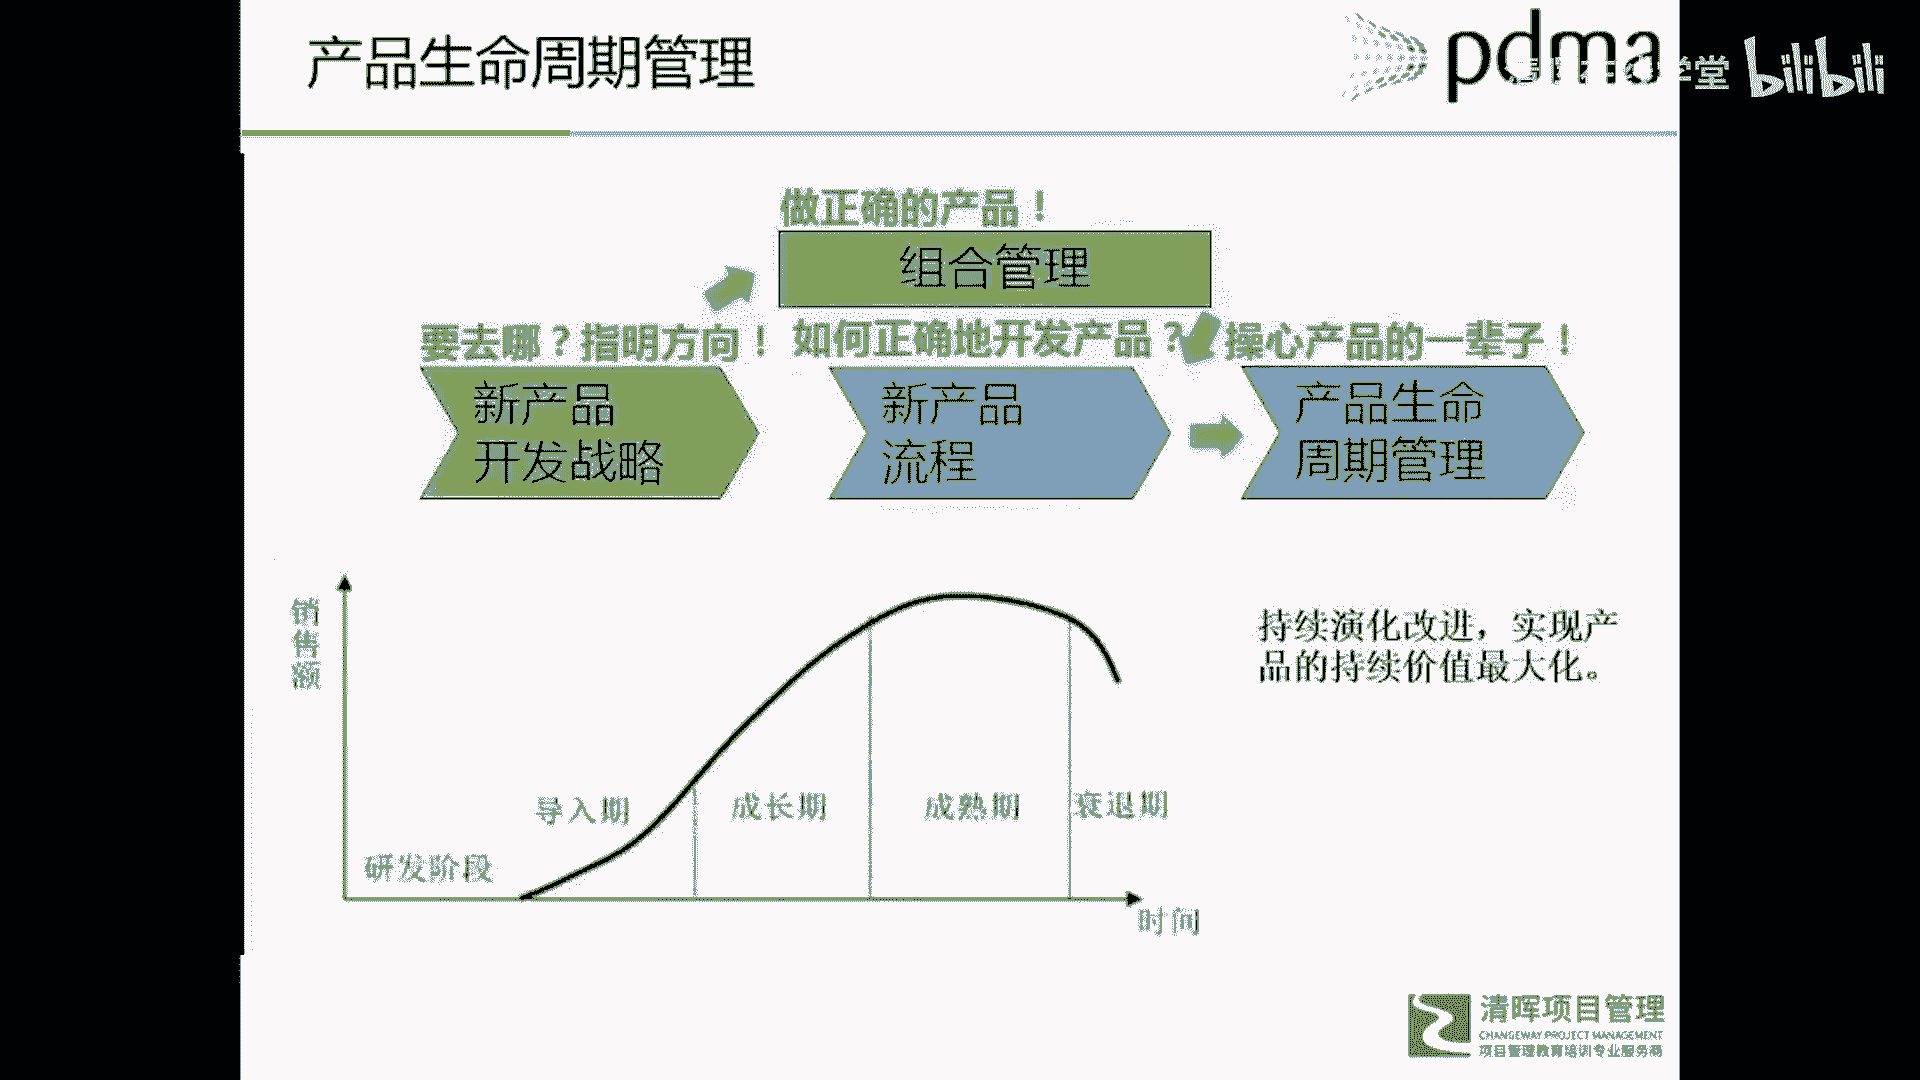 产品生命周期管理
pdma
学堂
bilibili
做正确的产品！
组合管理
要去哪？指明方向！
如何正确地开发产品？
操心产品的一辈子！
新产品
开发战略
新产品
流程
产品生命
周期管理
销售额
持续演化改进，实现产
品的持续价值最大化。
导入期
成长期
成熟期
衰退期
研发阶段
时间
清晖项目管理
CHANGEWAY PROJECT MANAGEMENT
项目管理教育培训专业服务商